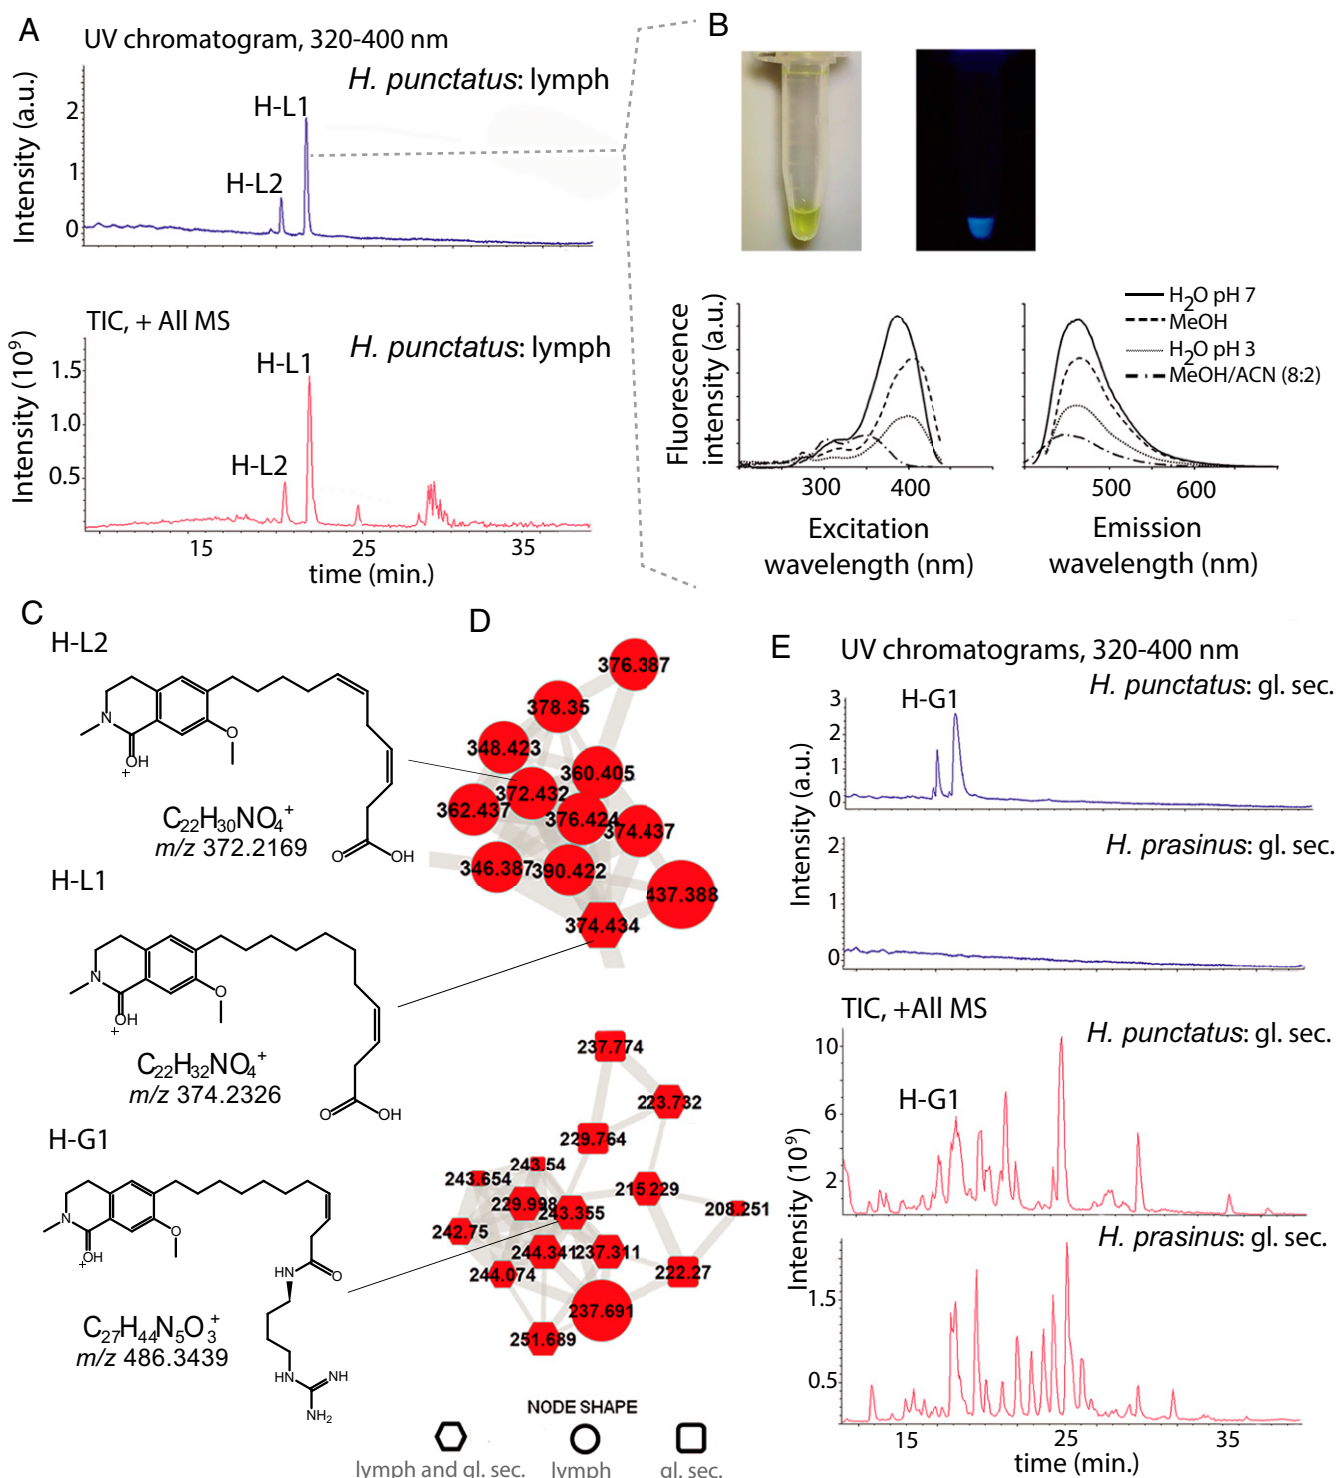 A
UV chromatogram, 320-400 nm
H. punctatus: lymph
Intensity (a.u.)
2
1
0
H-L1
H-L2
TIC, + All MS
H. punctatus: lymph
Intensity (10⁹)
1.5
1.0
0.5
H-L1
H-L2
15 25 35
time (min.)
B
Fluorescence
intensity (a.u.)
H₂O pH 7
MeOH
H₂O pH 3
MeOH/ACN (8:2)
300 400
500 600
Excitation
wavelength (nm)
Emission
wavelength (nm)
C
H-L2
N
OH
+
O
O
OH
C₂₂H₃₀NO₄⁺
m/z 372.2169
H-L1
N
OH
+
O
O
OH
C₂₂H₃₂NO₄⁺
m/z 374.2326
H-G1
N
OH
+
O
HN
O
NH
NH
NH₂
C₂₇H₄₄N₅O₃⁺
m/z 486.3439
D
376.387
378.35
348.423
360.405
372.432
362.437
376.424
374.437
346.387
390.422
437.388
374.434
237.774
223.732
229.764
243.54
243.654
215.229
229.998
243.355
208.251
242.75
244.341
237.311
244.074
222.27
237.691
251.689
NODE SHAPE
lymph and gl. sec.
lymph
gl. sec.
E
UV chromatograms, 320-400 nm
H. punctatus: gl. sec.
H-G1
3
2
1
0
Intensity (a.u.)
H. prasinus: gl. sec.
2
1
0
TIC, +All MS
H. punctatus: gl. sec.
H-G1
10
6
2
Intensity (10⁹)
H. prasinus: gl. sec.
1.5
0.5
15 25 35
time (min.)